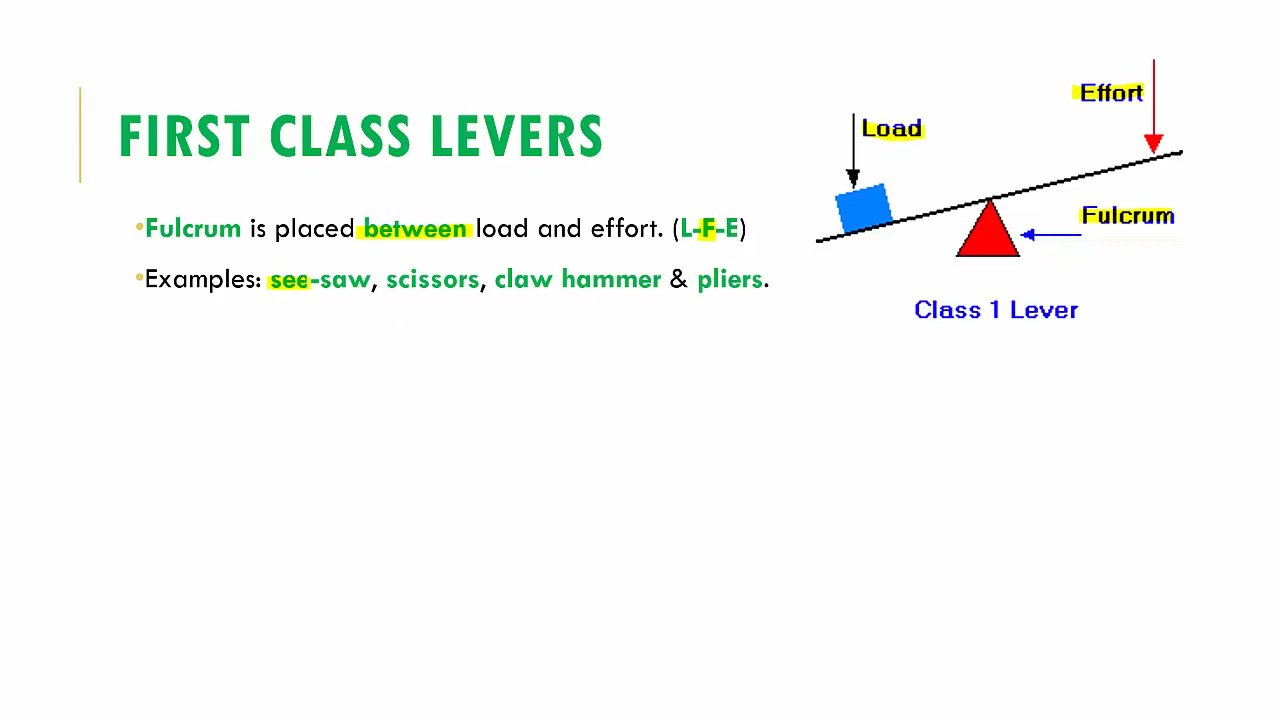 FIRST CLASS LEVERS
•Fulcrum is placed between load and effort. (L-F-E)
•Examples: see-saw, scissors, claw hammer & pliers.
Effort
Load
Fulcrum
Class 1 Lever